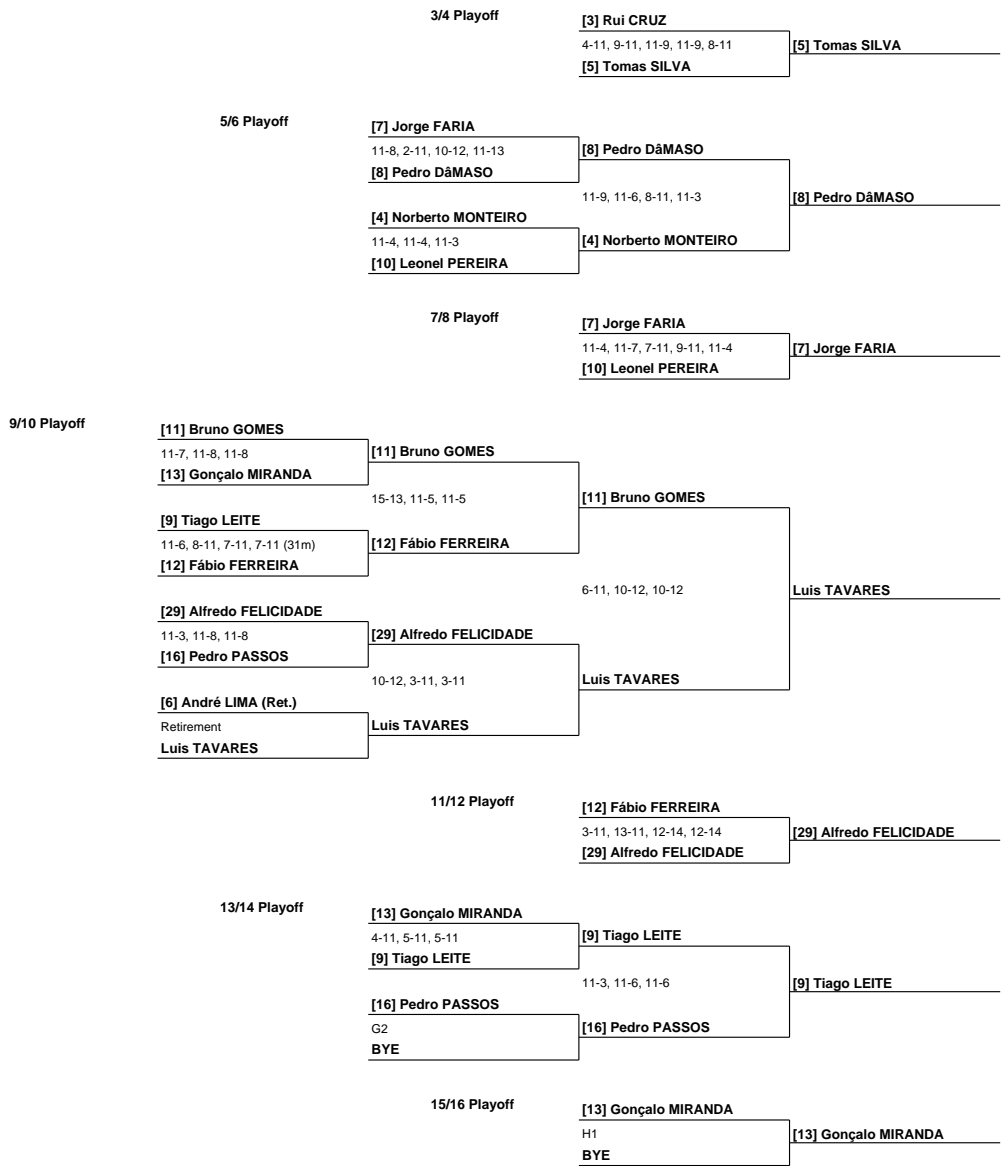 3/4 Playoff
[3] Rui CRUZ
4-11, 9-11, 11-9, 11-9, 8-11
[5] Tomas SILVA
[5] Tomas SILVA
5/6 Playoff
[7] Jorge FARIA
11-8, 2-11, 10-12, 11-13
[8] Pedro DâMASO
[8] Pedro DâMASO
11-9, 11-6, 8-11, 11-3
[8] Pedro DâMASO
[4] Norberto MONTEIRO
11-4, 11-4, 11-3
[4] Norberto MONTEIRO
[10] Leonel PEREIRA
7/8 Playoff
[7] Jorge FARIA
11-4, 11-7, 7-11, 9-11, 11-4
[7] Jorge FARIA
[10] Leonel PEREIRA
9/10 Playoff
[11] Bruno GOMES
11-7, 11-8, 11-8
[11] Bruno GOMES
[13] Gonçalo MIRANDA
15-13, 11-5, 11-5
[11] Bruno GOMES
[9] Tiago LEITE
11-6, 8-11, 7-11, 7-11 (31m)
[12] Fábio FERREIRA
[12] Fábio FERREIRA
6-11, 10-12, 10-12
Luis TAVARES
[29] Alfredo FELICIDADE
11-3, 11-8, 11-8
[29] Alfredo FELICIDADE
[16] Pedro PASSOS
10-12, 3-11, 3-11
Luis TAVARES
[6] André LIMA (Ret.)
Retirement
Luis TAVARES
Luis TAVARES
11/12 Playoff
[12] Fábio FERREIRA
3-11, 13-11, 12-14, 12-14
[29] Alfredo FELICIDADE
[29] Alfredo FELICIDADE
13/14 Playoff
[13] Gonçalo MIRANDA
4-11, 5-11, 5-11
[9] Tiago LEITE
[9] Tiago LEITE
11-3, 11-6, 11-6
[9] Tiago LEITE
[16] Pedro PASSOS
G2
[16] Pedro PASSOS
BYE
15/16 Playoff
[13] Gonçalo MIRANDA
H1
[13] Gonçalo MIRANDA
BYE